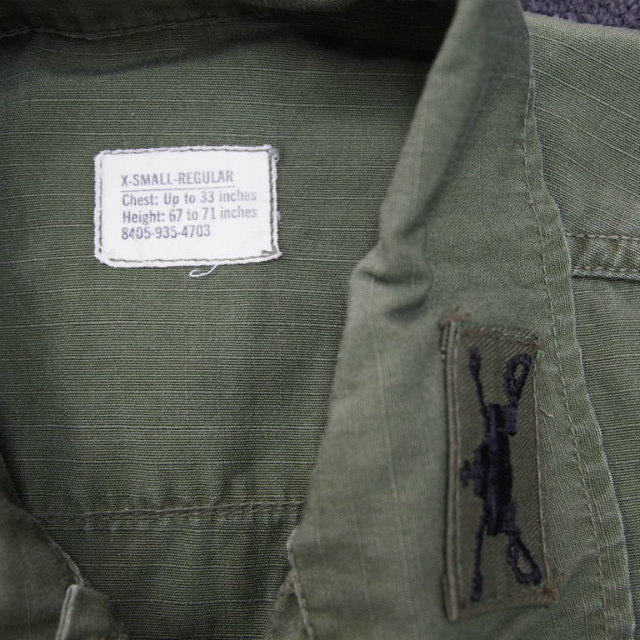 X-SMALL-REGULAR
Chest: Up to 33 inches
Height: 67 to 71 inches
8405-935-4703